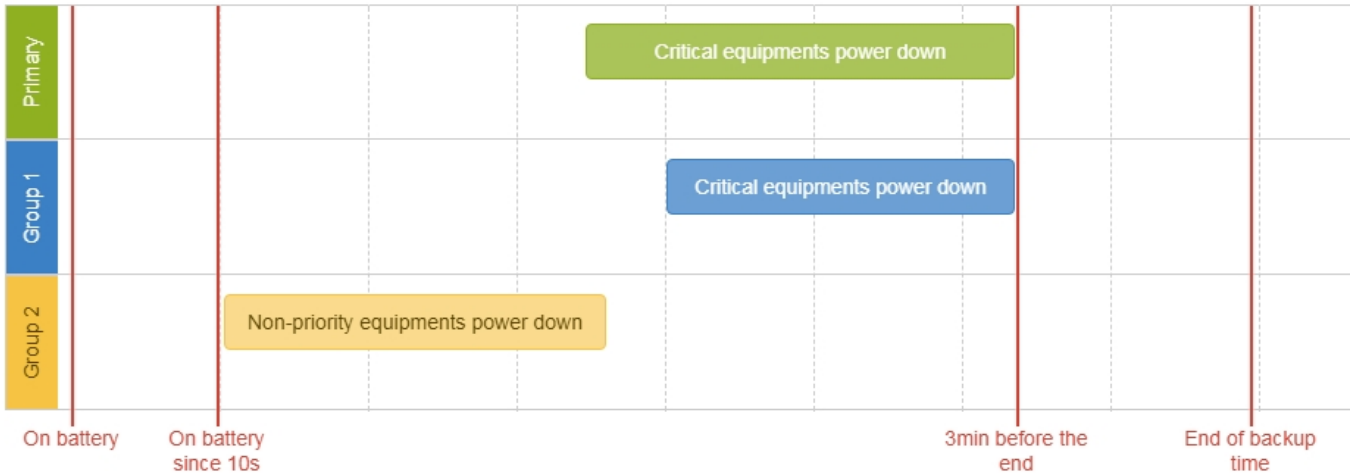 Primary
Critical equipments power down
Group 1
Critical equipments power down
Group 2
Non-priority equipments power down
On battery
On battery
since 10s
3min before the
end
End of backup
time